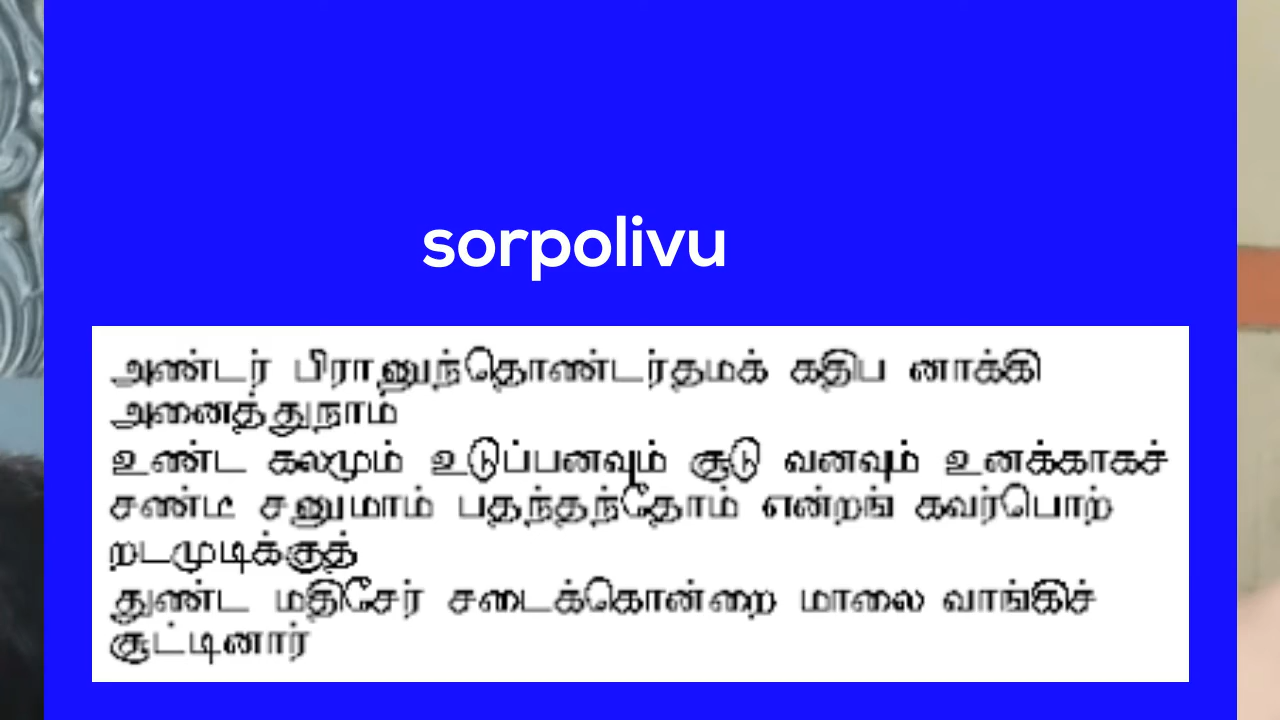 sorpolivu
அண்டர் பிரானுந்தொண்டர்தமக் கதிப னாக்கி
அனைத்துநாம்
உண்ட கலமும் உடுப்பனவும் சூடு வனவும் உனக்காகச்
சண்டீ சனுமாம் பதந்தந்தோம் என்றங் கவர்பொற்
றடமுடிக்குத்
துண்ட மதிசேர் சடைக்கொன்றை மாலை வாங்கிச்
சூட்டினார்